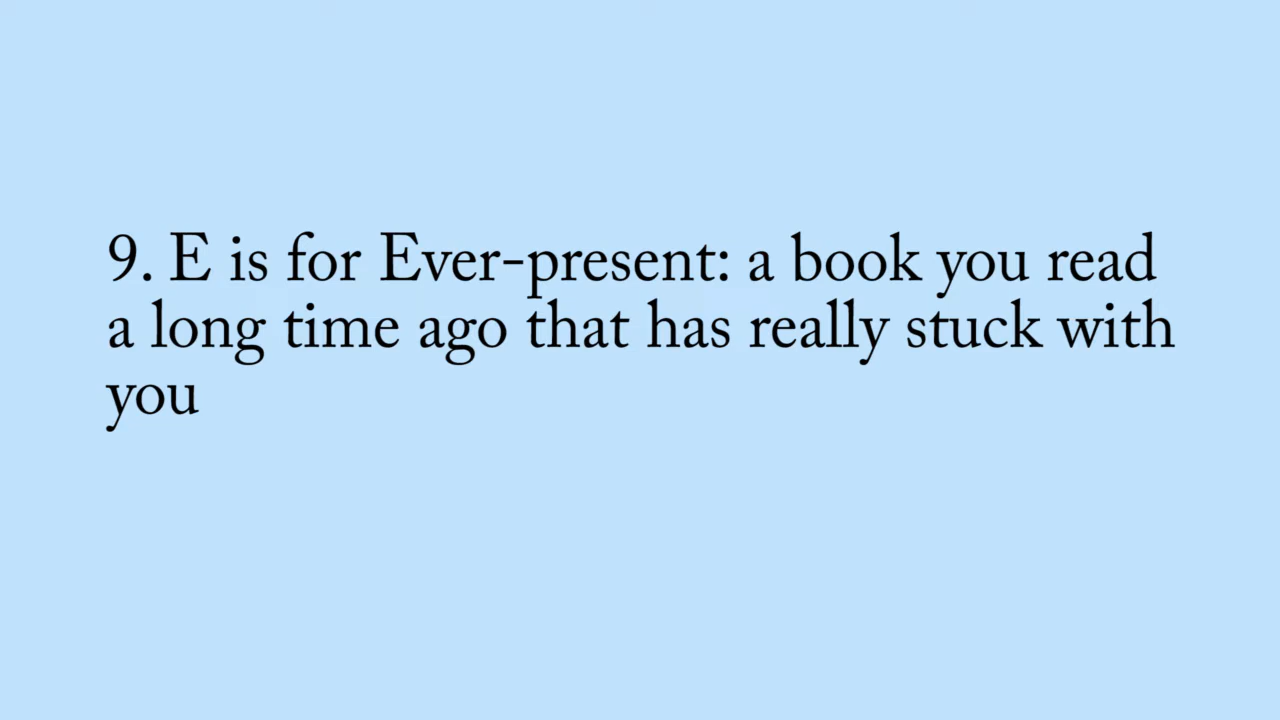 9. E is for Ever-present: a book you read
a long time ago that has really stuck with
you